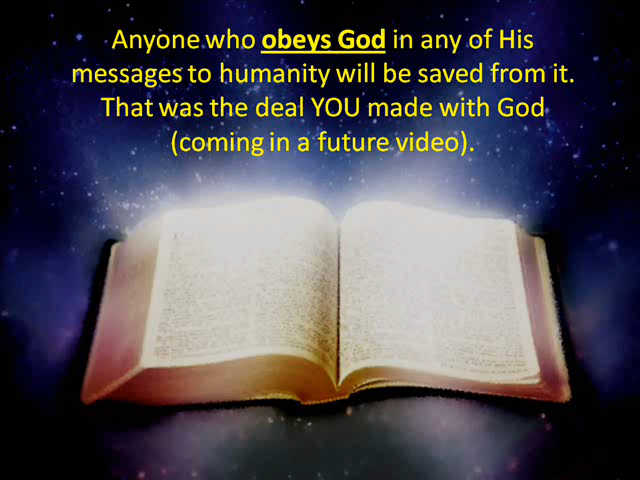 Anyone who obeys God in any of His
messages to humanity will be saved from it.
That was the deal YOU made with God
(coming in a future video).